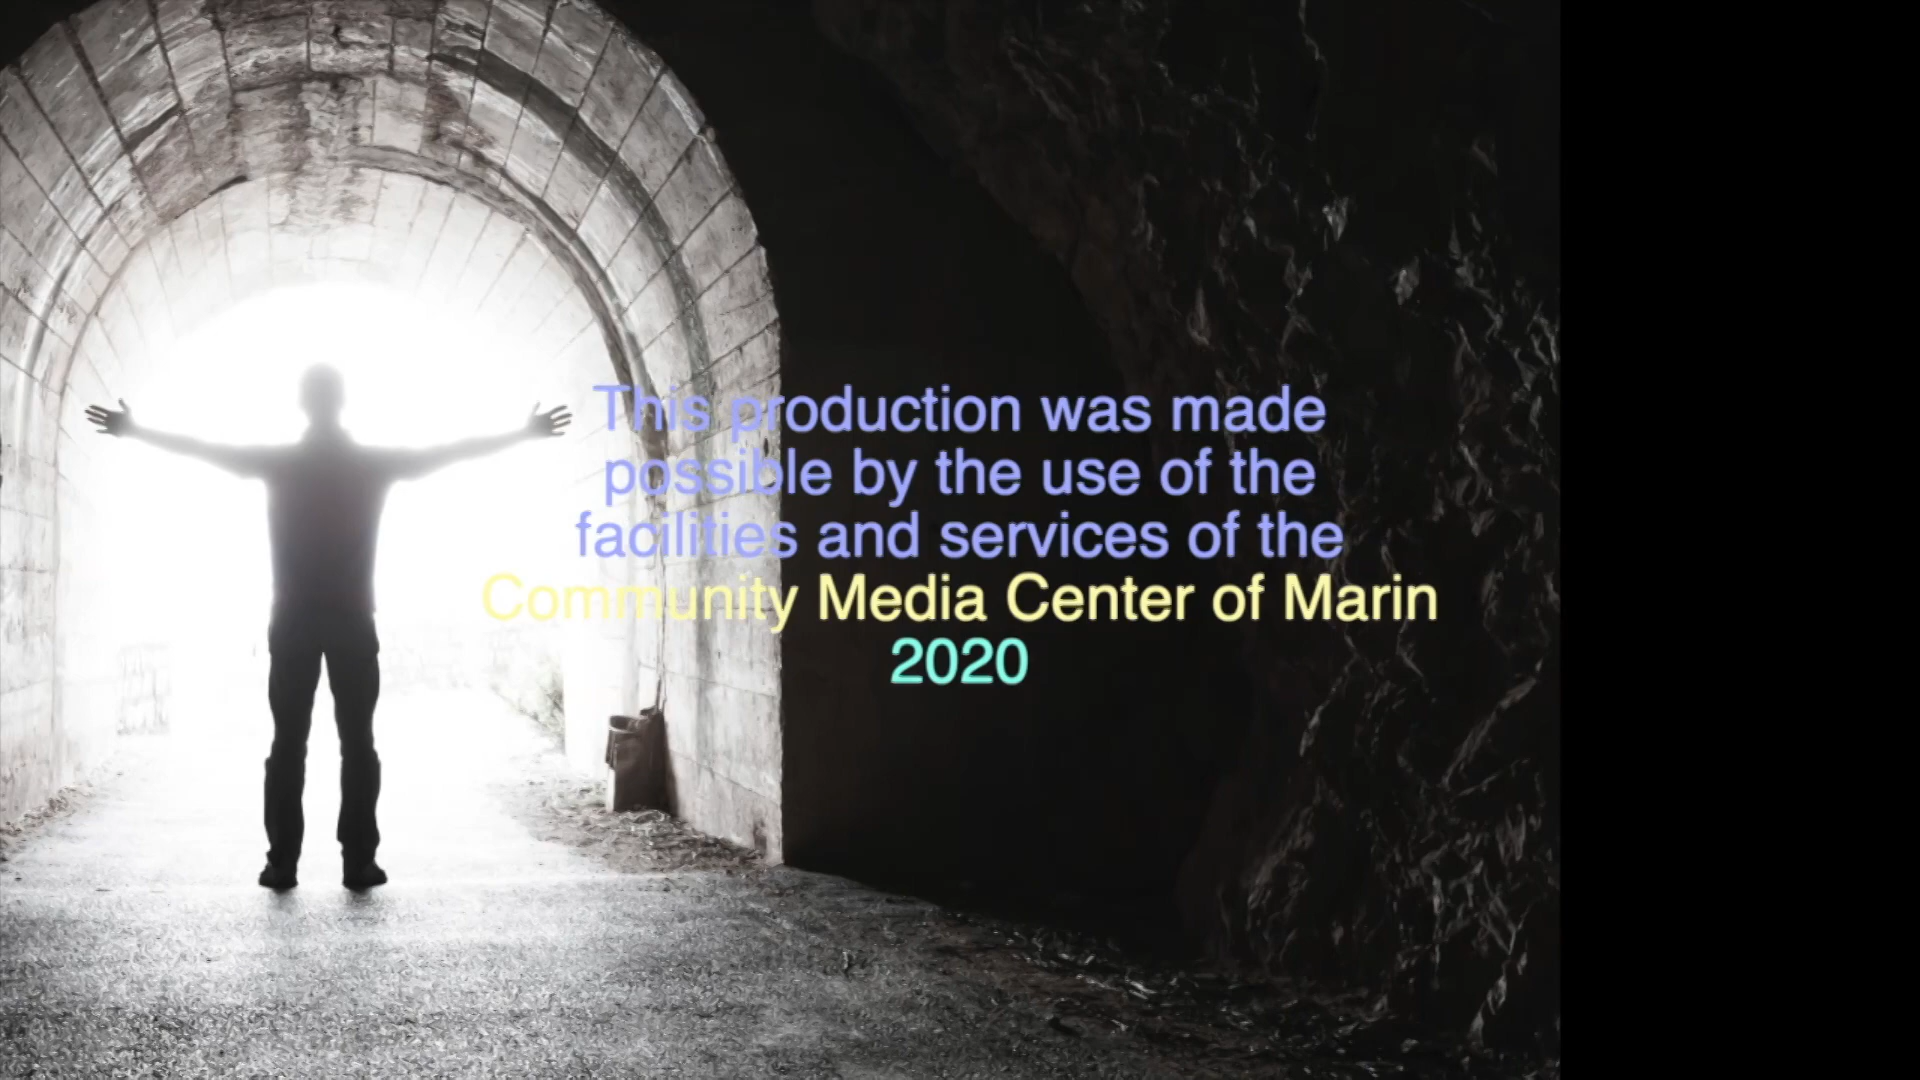 This production was made
possible by the use of the
facilities and services of the
Community Media Center of Marin
2020